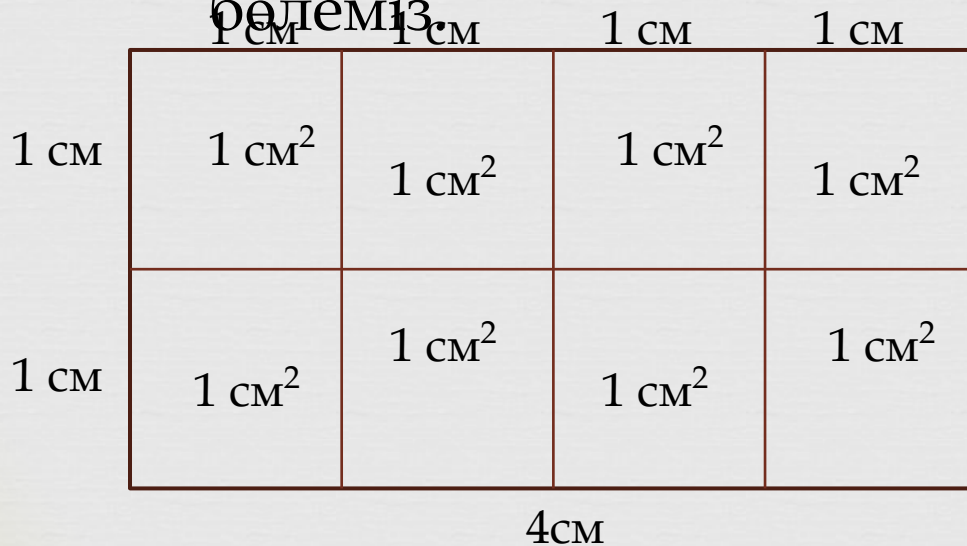 бөлеміз.
1 см 1 см 1 см 1 см
1 см 1 см² 1 см² 1 см² 1 см²
1 см 1 см² 1 см² 1 см² 1 см²
4см